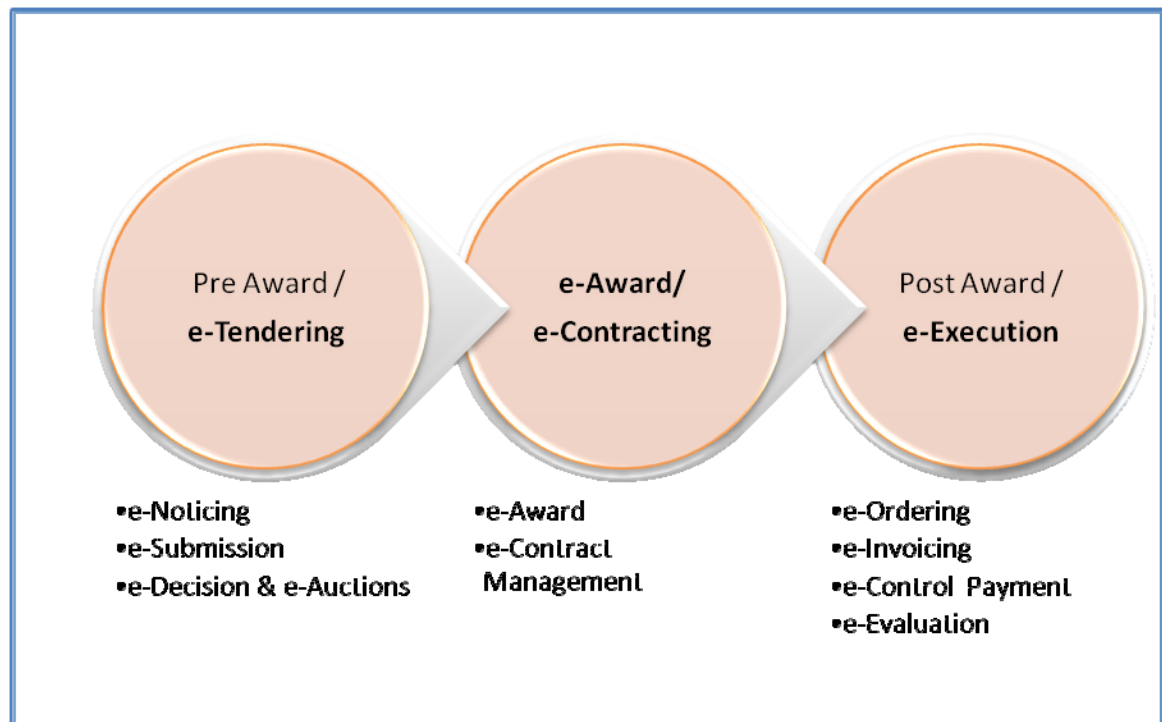 Pre Award /
e-Tendering
e-Award/
e-Contracting
Post Award /
e-Execution
•e-Noticing
•e-Submission
•e-Decision & e-Auctions
•e-Award
•e-Contract
Management
•e-Ordering
•e-Invoicing
•e-Control Payment
•e-Evaluation